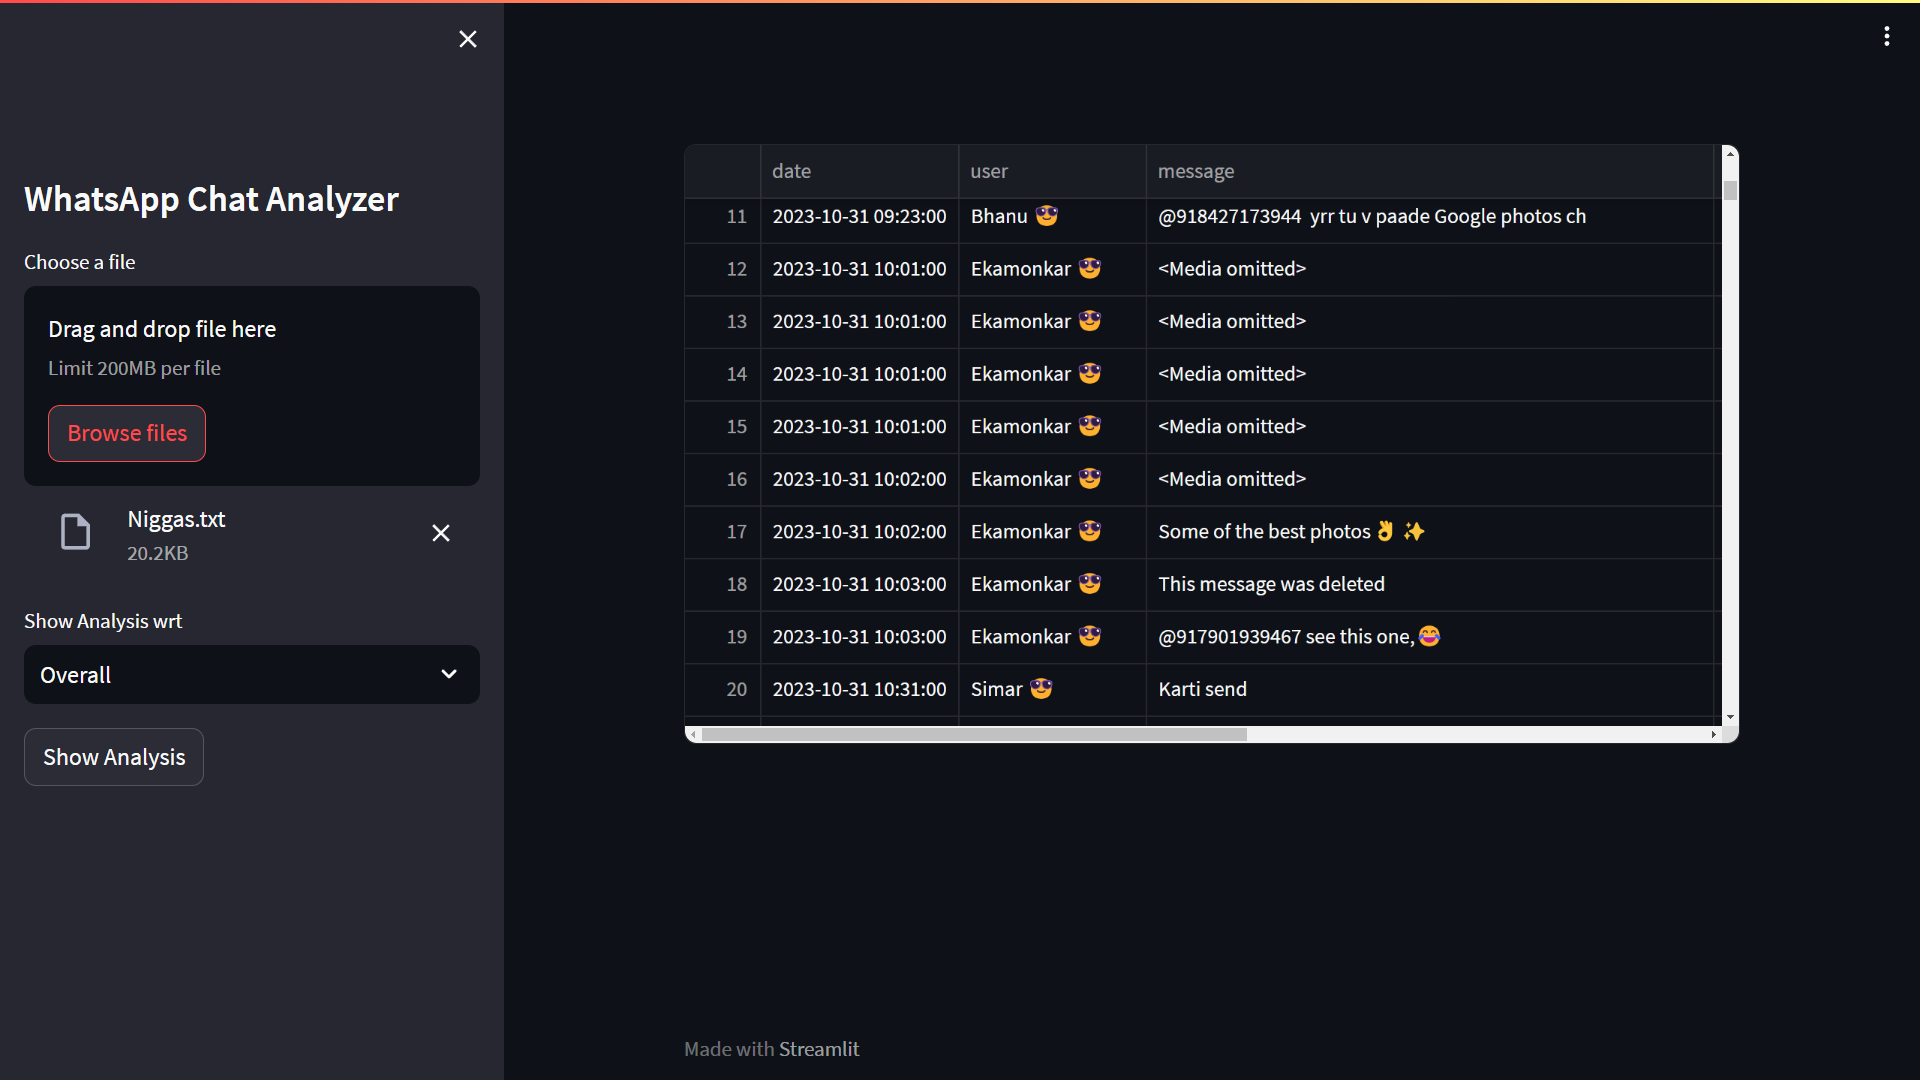 WhatsApp Chat Analyzer
Choose a file
Drag and drop file here
Limit 200MB per file
Browse files
Niggas.txt
20.2KB
Show Analysis wrt
Overall
Show Analysis
date user message
11 2023-10-31 09:23:00 Bhanu 😎 @918427173944 yrr tu v paade Google photos ch
12 2023-10-31 10:01:00 Ekamonkar 😎 <Media omitted>
13 2023-10-31 10:01:00 Ekamonkar 😎 <Media omitted>
14 2023-10-31 10:01:00 Ekamonkar 😎 <Media omitted>
15 2023-10-31 10:01:00 Ekamonkar 😎 <Media omitted>
16 2023-10-31 10:02:00 Ekamonkar 😎 <Media omitted>
17 2023-10-31 10:02:00 Ekamonkar 😎 Some of the best photos👌✨
18 2023-10-31 10:03:00 Ekamonkar 😎 This message was deleted
19 2023-10-31 10:03:00 Ekamonkar 😎 @917901939467 see this one,😂
20 2023-10-31 10:31:00 Simar 😎 Karti send
Made with Streamlit